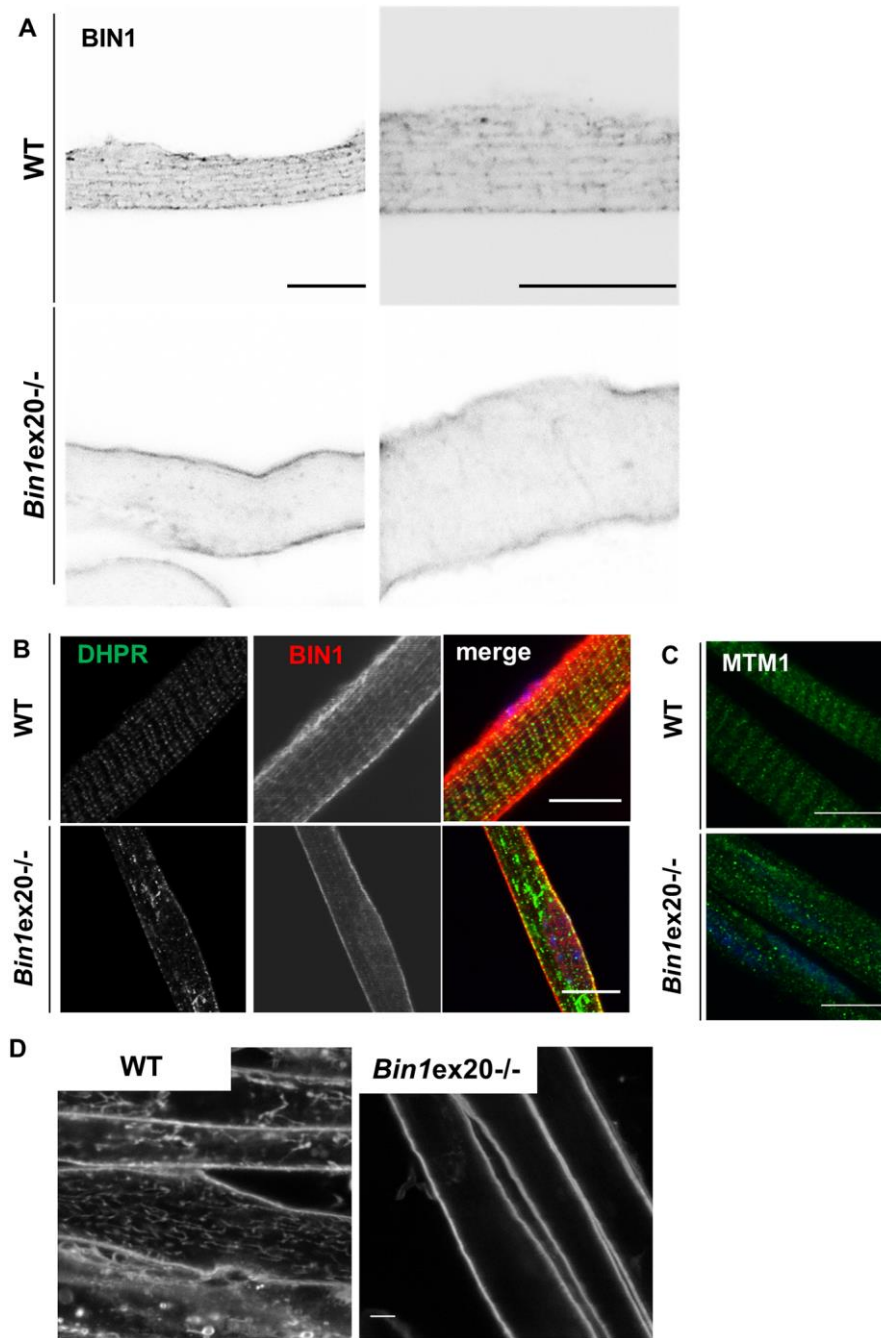 A
BIN1
WT
Bin1ex20-/-
B
DHPR
BIN1
merge
WT
Bin1ex20-/-
C
MTM1
WT
Bin1ex20-/-
D
WT
Bin1ex20-/-